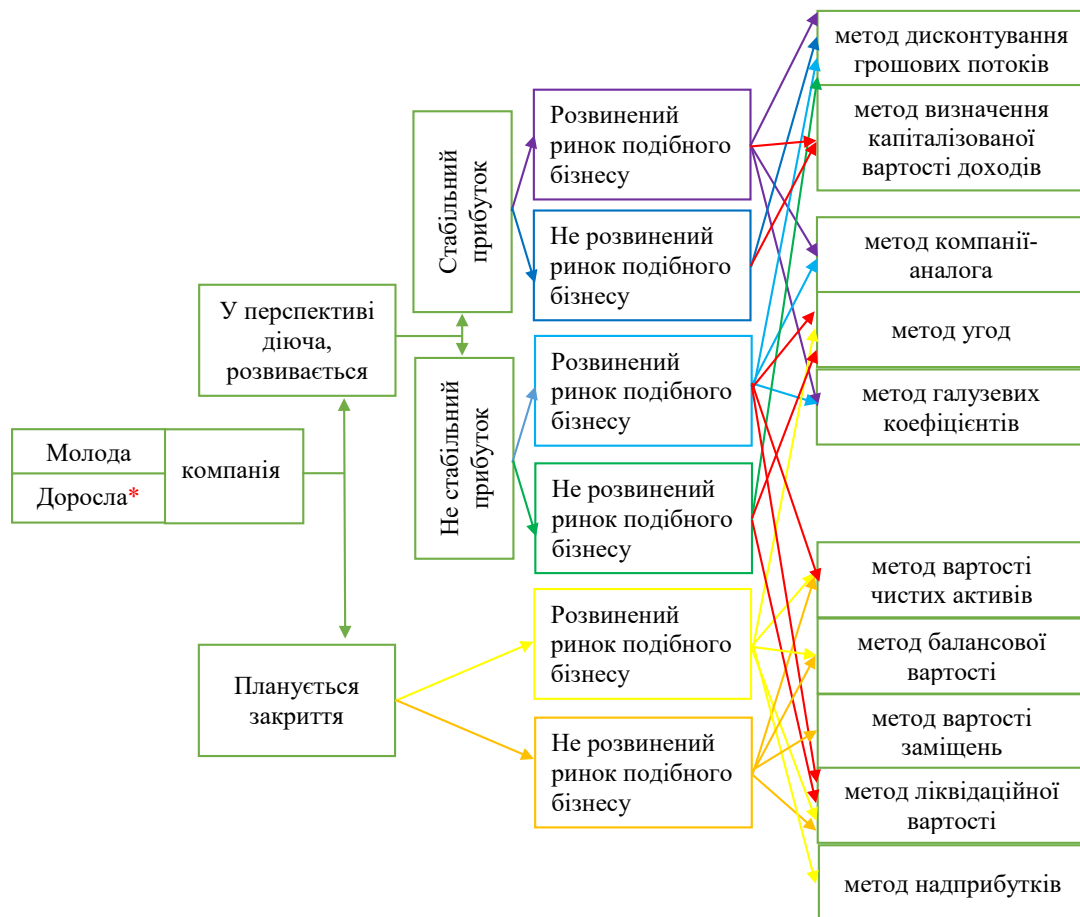 Молода
Доросла*
компанія
У перспективі
діюча,
розвивається
Планується
закриття
Стабільний
прибуток
Не стабільний
прибуток
Розвинений
ринок подібного
бізнесу
Не розвинений
ринок подібного
бізнесу
Розвинений
ринок подібного
бізнесу
Не розвинений
ринок подібного
бізнесу
Розвинений
ринок подібного
бізнесу
Не розвинений
ринок подібного
бізнесу
метод дисконтування
грошових потоків
метод визначення
капіталізованої
вартості доходів
метод компанії-
аналога
метод угод
метод галузевих
коефіцієнтів
метод вартості
чистих активів
метод балансової
вартості
метод вартості
заміщень
метод ліквідаційної
вартості
метод надприбутків